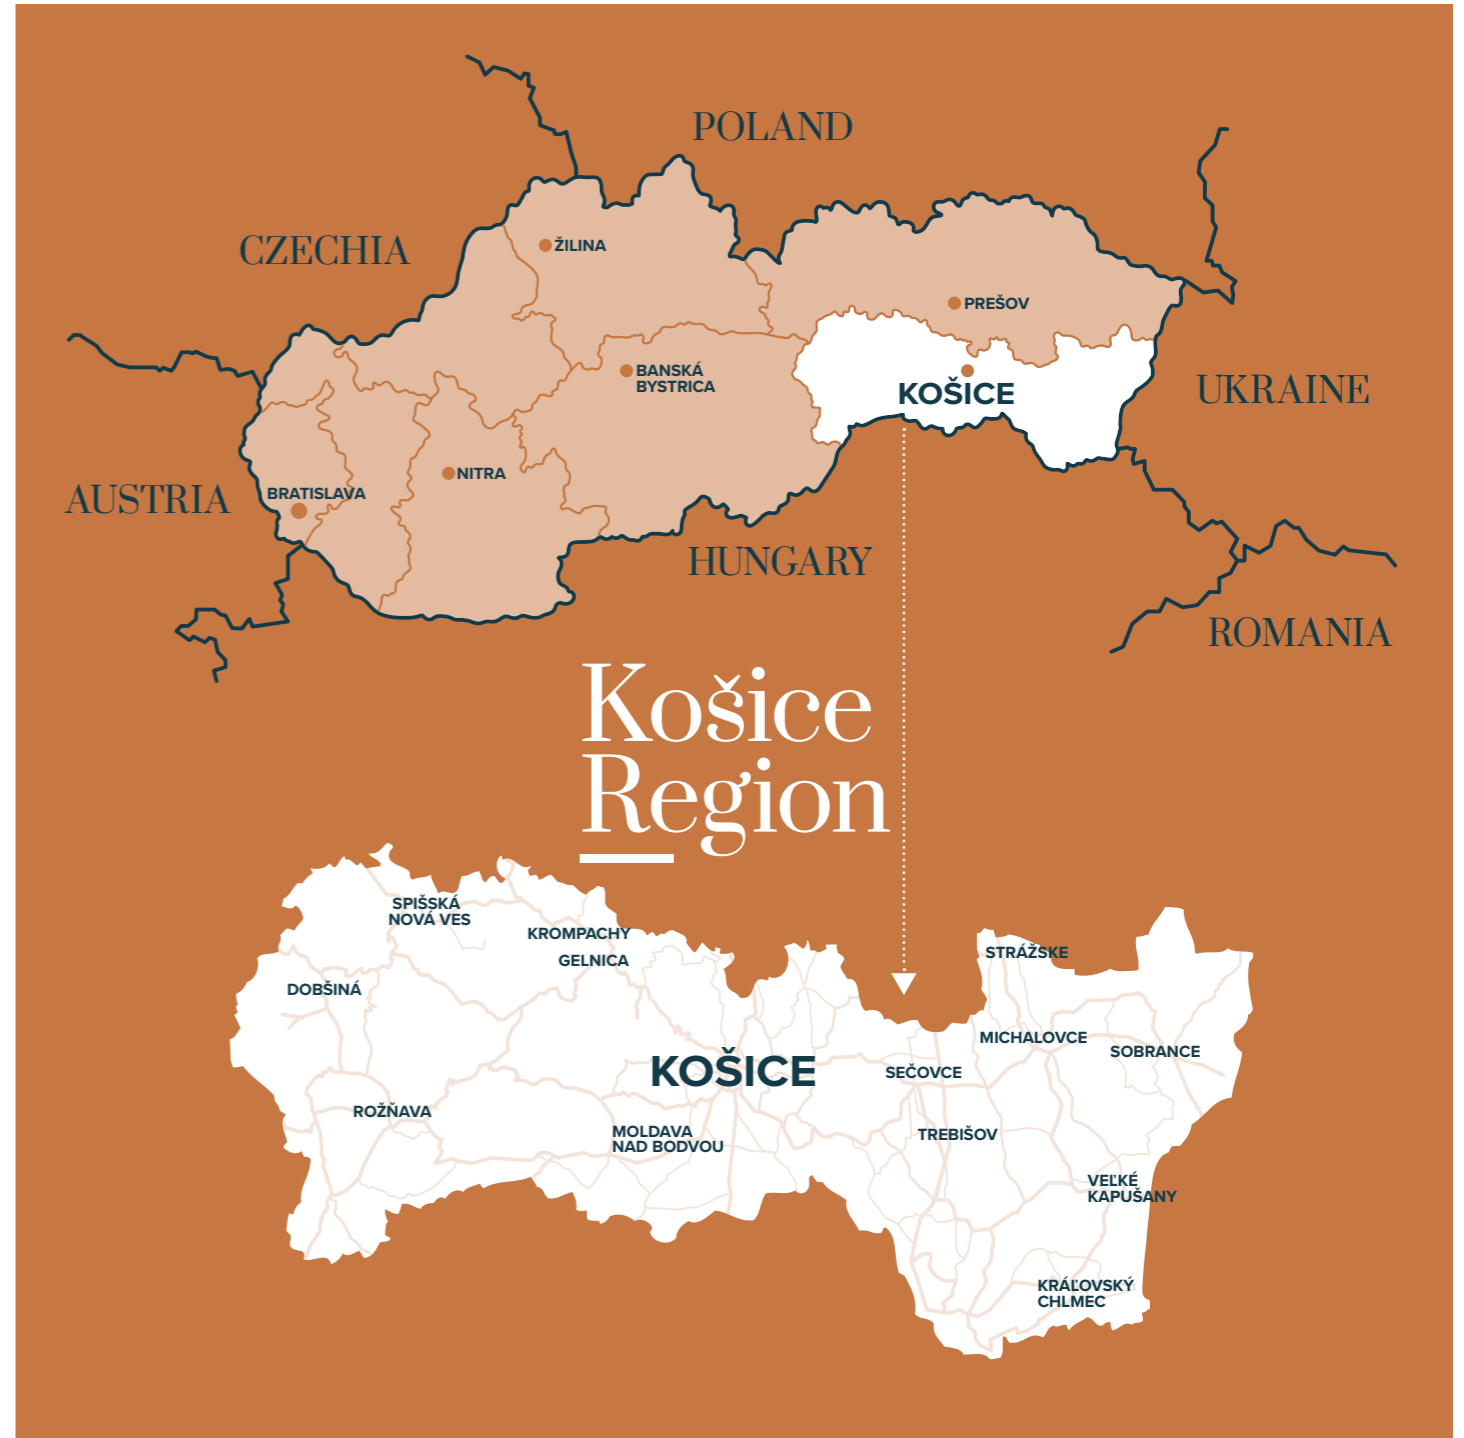 POLAND
CZECHIA
ŽILINA
PREŠOV
BANSKÁ
BYSTRICA
KOŠICE
UKRAINE
NITRA
BRATISLAVA
AUSTRIA
HUNGARY
ROMANIA
Košice
Region
SPIŠSKÁ
NOVÁ VES
KROMPACHY
GELNICA
STRÁŽSKE
DOBŠINÁ
MICHALOVCE
SOBRANCE
KOŠICE
SEČOVCE
ROŽŇAVA
MOLDAVA
NAD BODVOU
TREBIŠOV
VEĽKÉ
KAPUŠANY
KRÁĽOVSKÝ
CHLMEC